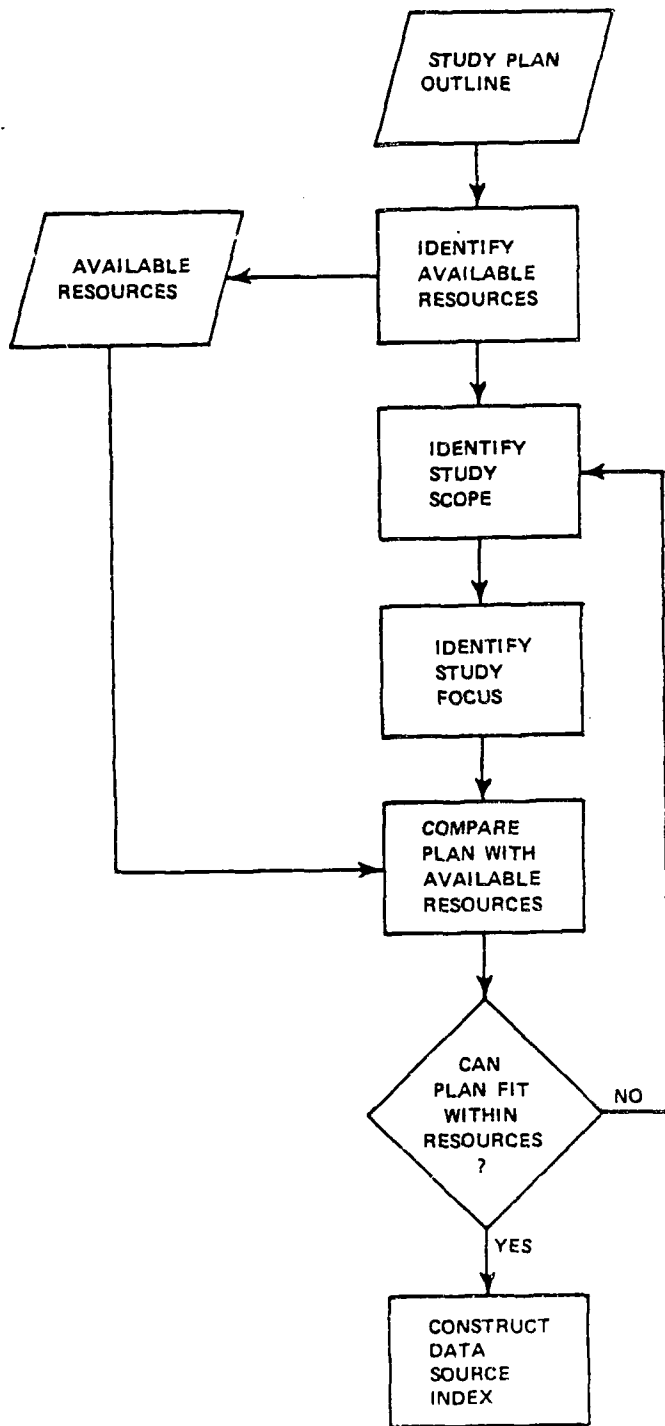 STUDY PLAN
OUTLINE
IDENTIFY
AVAILABLE
RESOURCES
AVAILABLE
RESOURCES
IDENTIFY
STUDY
SCOPE
IDENTIFY
STUDY
FOCUS
COMPARE
PLAN WITH
AVAILABLE
RESOURCES
CAN
PLAN FIT
WITHIN
RESOURCES
?
NO
YES
CONSTRUCT
DATA
SOURCE
INDEX